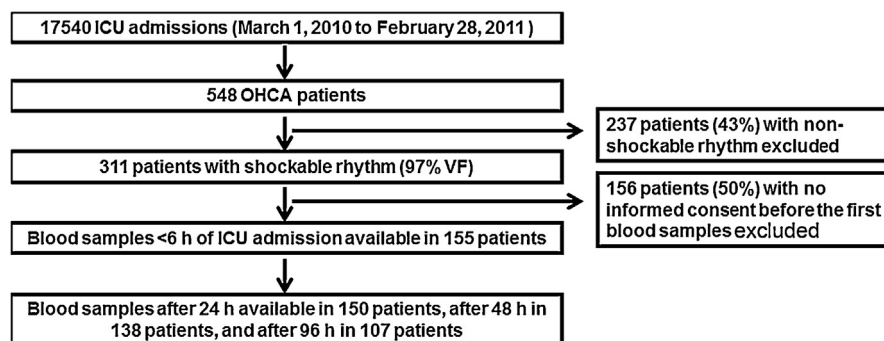 17540 ICU admissions (March 1, 2010 to February 28, 2011)
548 OHCA patients
237 patients (43%) with non-
shockable rhythm excluded
311 patients with shockable rhythm (97% VF)
156 patients (50%) with no
informed consent before the first
blood samples excluded
Blood samples <6 h of ICU admission available in 155 patients
Blood samples after 24 h available in 150 patients, after 48 h in
138 patients, and after 96 h in 107 patients